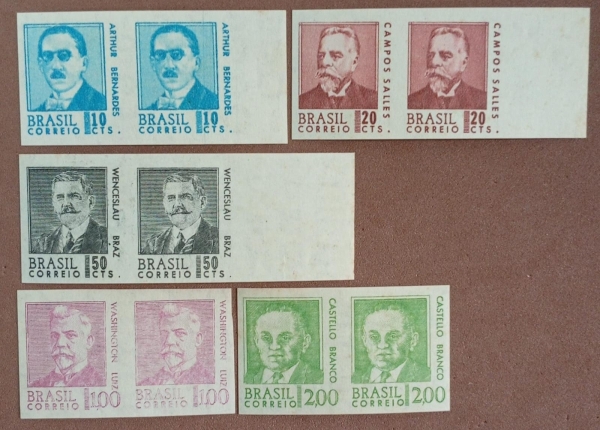 ARTHUR BERNARDES
BRASIL 10
CORREIO CTS.
ARTHUR BERNARDES
BRASIL 10
CORREIO CTS.
CAMPOS SALLES
BRASIL 20
CORREIO CTS.
CAMPOS SALLES
BRASIL 20
CORREIO CTS.
WENCESLAU BRAZ
BRASIL 50
CORREIO CTS.
WENCESLAU BRAZ
BRASIL 50
CORREIO CTS.
WASHINGTON LUIZ
BRASIL 1,00
CORREIO
WASHINGTON LUIZ
BRASIL 1,00
CORREIO
CASTELLO BRANCO
BRASIL 2,00
CORREIO
CASTELLO BRANCO
BRASIL 2,00
CORREIO